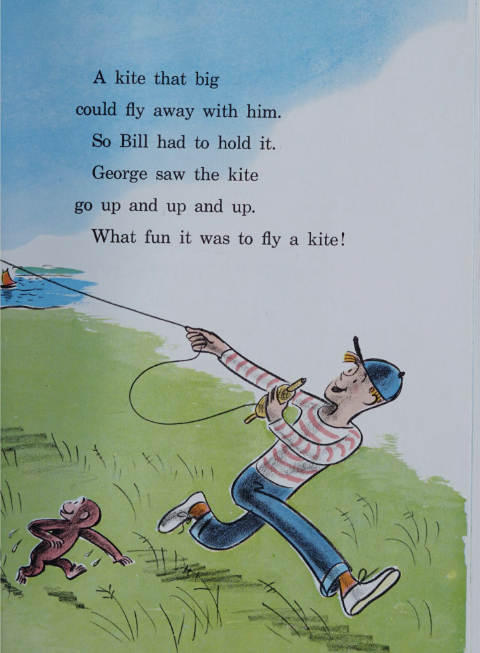 A kite that big
could fly away with him.
So Bill had to hold it.
George saw the kite
go up and up and up.
What fun it was to fly a kite!